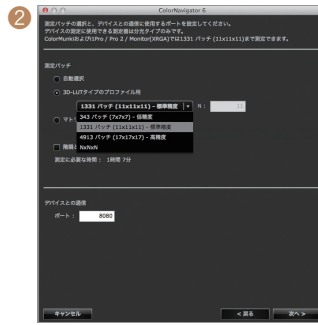 2
ColorNavigator 6
測定パッチの選択と、デバイスとの通信に使用するポートを設定してください。
デバイスの測定に使用できる測定器は分光タイプのみです。
ColorMunkiおよびi1Pro / Pro 2 / Monitor(XRGA)では1331 パッチ (11x11x11)まで測定できます。
測定パッチ
自動選択
3D-LUTタイプのプロファイル用
1331 パッチ (11x11x11) - 標準精度
N : 11
マト
343 パッチ (7x7x7) - 低精度
1331 パッチ (11x11x11) - 標準精度
4913 パッチ (17x17x17) - 高精度
階調
NxNxN
測定に必要な時間： 1時間 7分
デバイスとの通信
ポート： 8080
キャンセル
< 戻る
次へ >